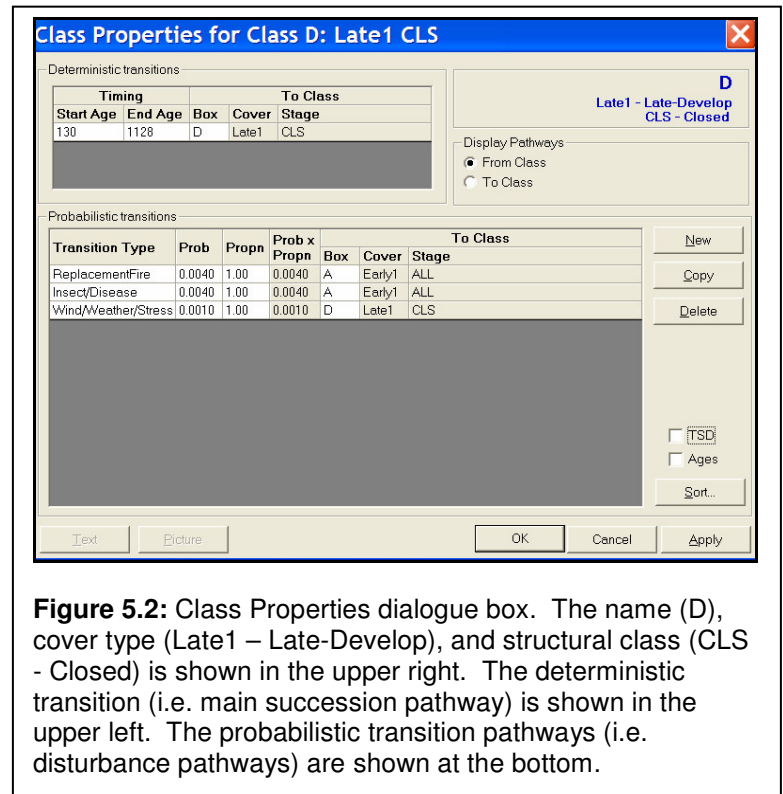 Class Properties for Class D: Late1 CLS
Deterministic transitions
Timing To Class
Start Age End Age Box Cover Stage
130 1128 D Late1 CLS
D
Late1 - Late-Develop
CLS - Closed
Display Pathways
From Class
To Class
Probabilistic transitions
Transition Type Prob Propn Prob x Propn To Class
Box Cover Stage
ReplacementFire 0.0040 1.00 0.0040 A Early1 ALL
Insect/Disease 0.0040 1.00 0.0040 A Early1 ALL
Wind/Weather/Stress 0.0010 1.00 0.0010 D Late1 CLS
New
Copy
Delete
TSD
Ages
Sort...
Text Picture OK Cancel Apply
Figure 5.2: Class Properties dialogue box. The name (D),
cover type (Late1 – Late-Develop), and structural class (CLS
- Closed) is shown in the upper right. The deterministic
transition (i.e. main succession pathway) is shown in the
upper left. The probabilistic transition pathways (i.e.
disturbance pathways) are shown at the bottom.